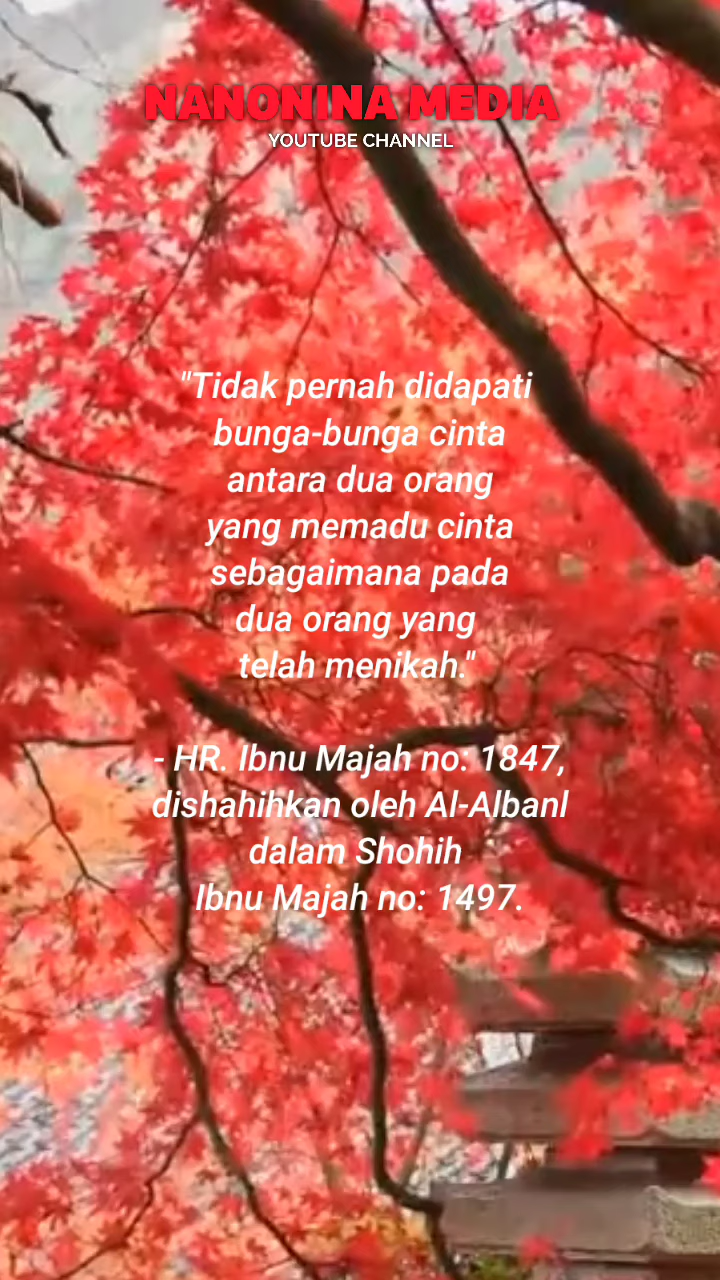 NANONINA MEDIA
YOUTUBE CHANNEL
"Tidak pernah didapati
bunga-bunga cinta
antara dua orang
yang memadu cinta
sebagaimana pada
dua orang yang
telah menikah."
- HR. Ibnu Majah no: 1847,
dishahihkan oleh Al-Albanl
dalam Shohih
Ibnu Majah no: 1497.